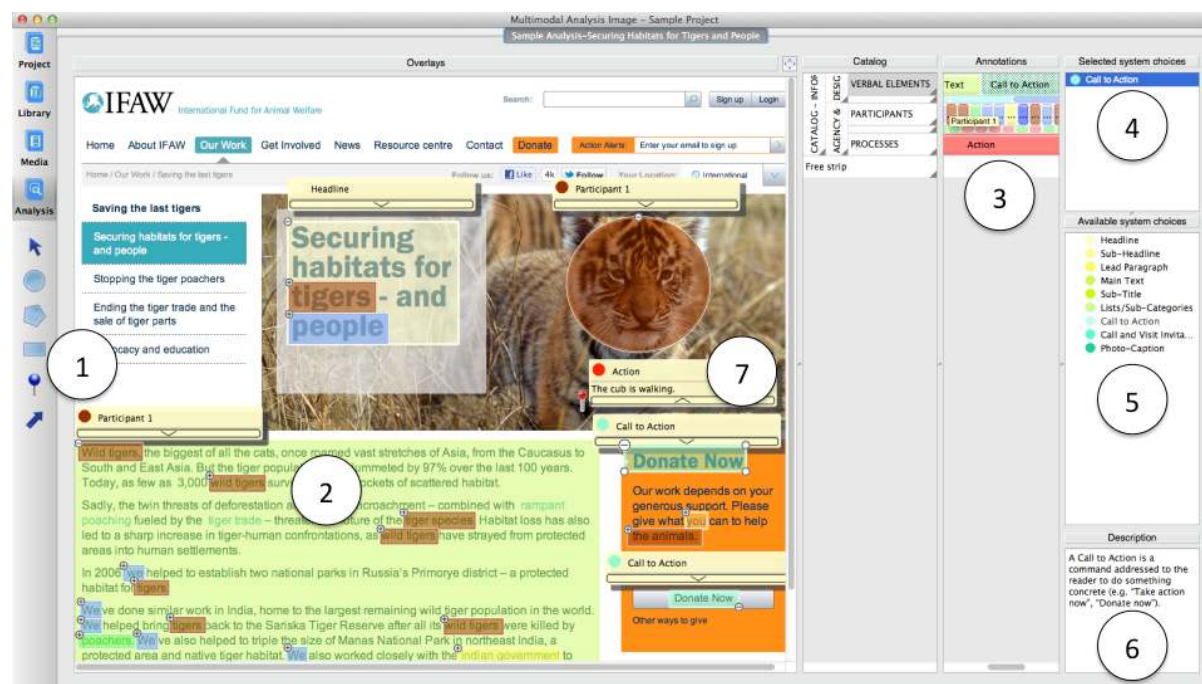 Multimodal Analysis Image - Sample Project
Sample Analysis-Securing Habitats for Tigers and People
Project
Library
Media
Analysis
Overlays
IFAW International Fund for Animal Welfare
Search:
Sign up Login
Home About IFAW Our Work Get Involved News Resource centre Contact Donate Action Alerts: Enter your email to sign up
Home / Our Work / Saving the last tigers
Follow us: Like 4k Follow Your Location: International
Headline
Participant 1
Saving the last tigers
Securing habitats for tigers -
and people
Stopping the tiger poachers
Ending the tiger trade and the
sale of tiger parts
and education
Securing
habitats for
tigers - and
people
Action
The cub is walking.
Participant 1
Wild tigers, the biggest of all the cats, once roamed vast stretches of Asia, from the Caucasus to
South and East Asia. But the tiger plummeted by 97% over the last 100 years.
Today, as few as 3,000 wild tigers of scattered habitat.
Sadly, the twin threats of deforestation encroachment – combined with rampant
poaching fueled by the tiger trade – of the tiger species. Habitat loss has also
led to a sharp increase in tiger-human confrontations, as wild tigers have strayed from protected
areas into human settlements.
In 2006 we helped to establish two national parks in Russia's Primorye district – a protected
habitat for tigers.
We've done similar work in India, home to the largest remaining wild tiger population in the world.
We helped bring tigers back to the Sariska Tiger Reserve after all its wild tigers were killed by
poachers. We've also helped to triple the size of Manas National Park in northeast India, a
protected area and native tiger habitat. We also worked closely with the indian government to
Call to Action
Donate Now
Our work depends on your
generous support. Please
give what you can to help
the animals.
Call to Action
Donate Now
Other ways to give
Catalog
CATALOG - INFOR
DESIG
AGENCY &
VERBAL ELEMENTS
PARTICIPANTS
PROCESSES
Free strip
Annotations
Text Call to Action
Participant 1
Action
Selected system choices
Call to Action
Available system choices
Headline
Sub-Headline
Lead Paragraph
Main Text
Sub-Title
Lists/Sub-Categories
Call to Action
Call and Visit Invita...
Photo-Caption
Description
A Call to Action is a
command addressed to the
reader to do something
concrete (e.g. "Take action
now", "Donate now").
1
2
3
4
5
6
7